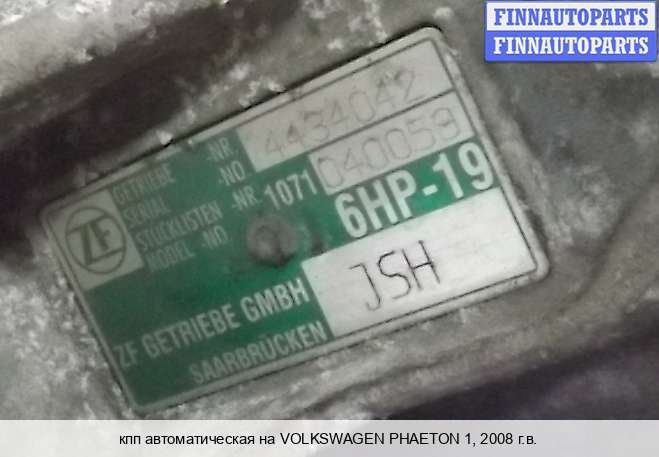 FINNAUTOPARTS
FINNAUTOPARTS
GETRIEBE -NR. 4434042
SERIAL -NO.
STÜCKLISTEN -NR. 1071 040059
MODEL -NO.
ZF
6HP-19
JSH
ZF GETRIEBE GMBH
SAARBRÜCKEN
кпп автоматическая на VOLKSWAGEN PHAETON 1, 2008 г.в.